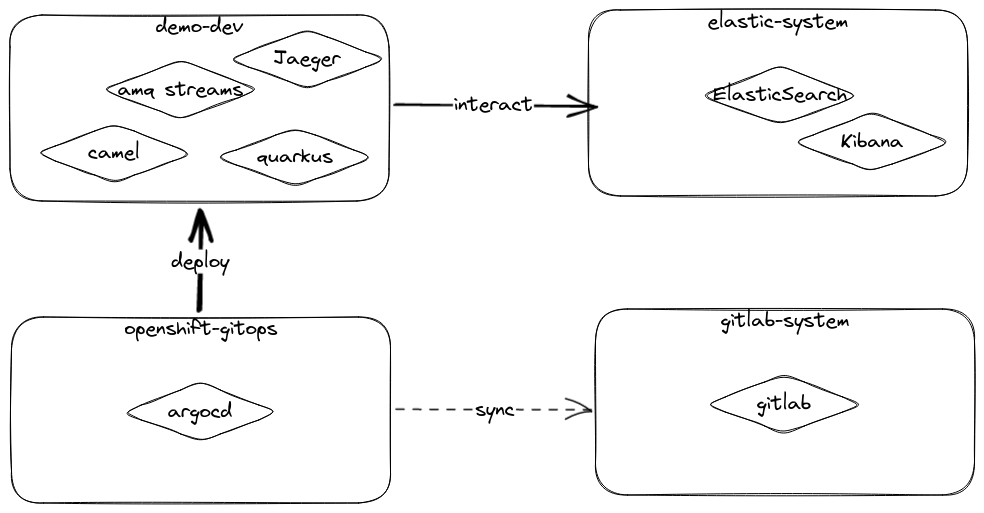 demo-dev
Jaeger
amq streams
camel
quarkus
interact
elastic-system
ElasticSearch
Kibana
deploy
openshift-gitops
argocd
sync
gitlab-system
gitlab